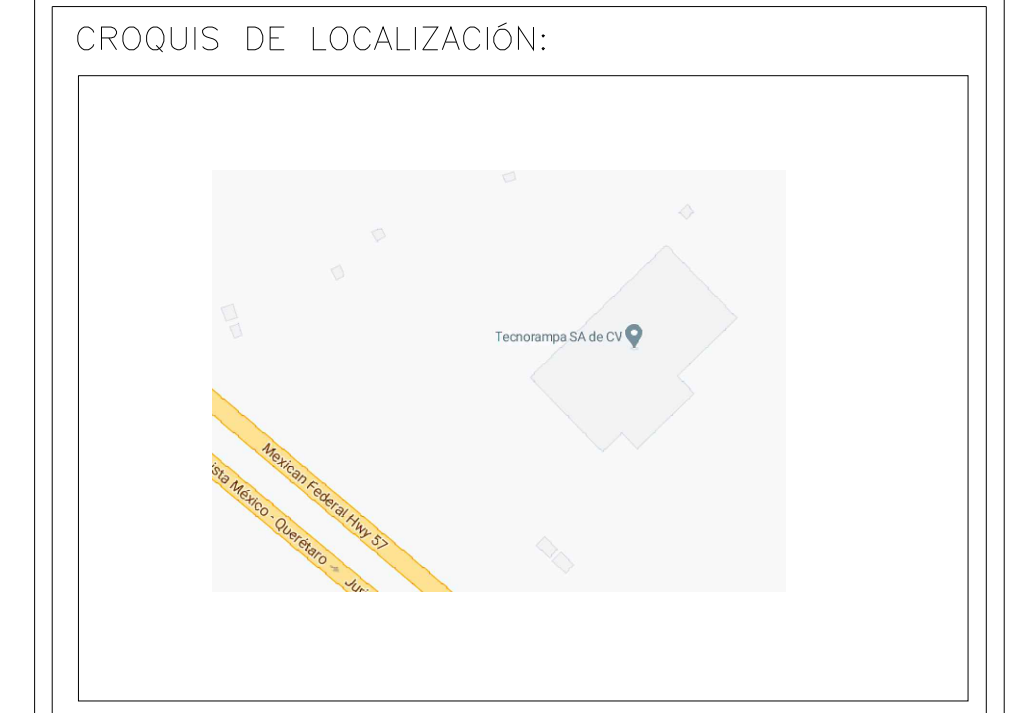 CROQUIS DE LOCALIZACIÓN:
Tecnorampa SA de CV
Mexican Federal Hwy 57
ista México - Querétaro